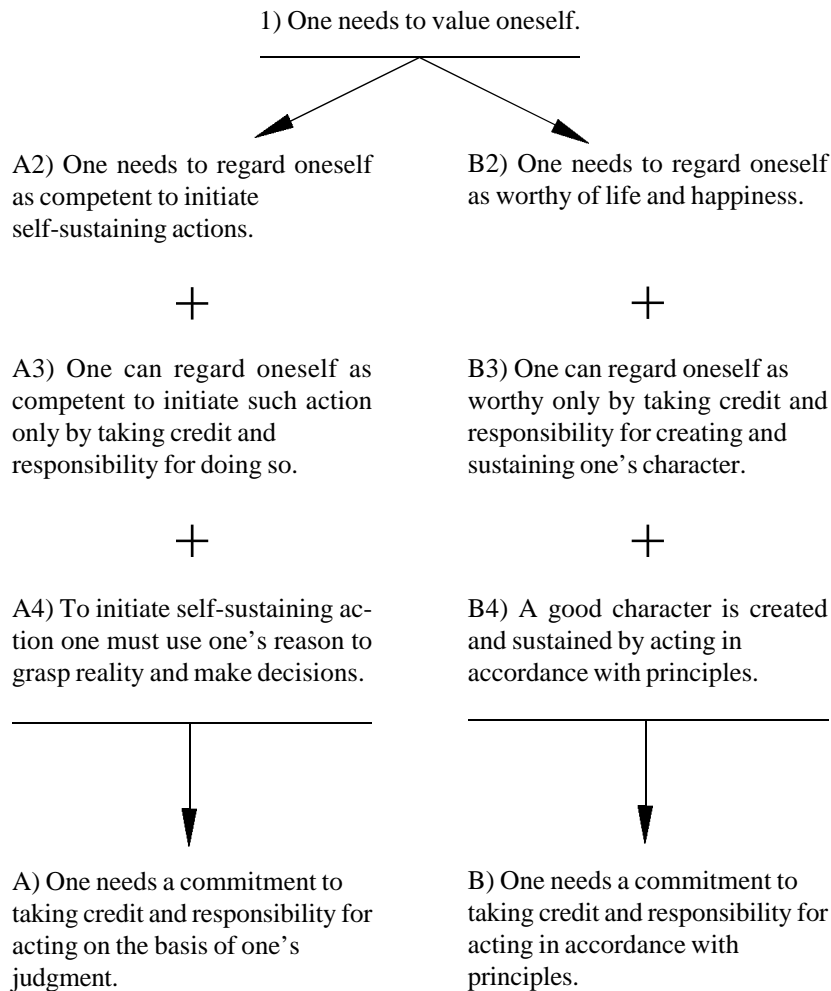 1) One needs to value oneself.
A2) One needs to regard oneself
as competent to initiate
self-sustaining actions.
B2) One needs to regard oneself
as worthy of life and happiness.
+
+
A3) One can regard oneself as
competent to initiate such action
only by taking credit and
responsibility for doing so.
B3) One can regard oneself as
worthy only by taking credit and
responsibility for creating and
sustaining one's character.
+
+
A4) To initiate self-sustaining ac-
tion one must use one's reason to
grasp reality and make decisions.
B4) A good character is created
and sustained by acting in
accordance with principles.
A) One needs a commitment to
taking credit and responsibility for
acting on the basis of one's
judgment.
B) One needs a commitment to
taking credit and responsibility for
acting in accordance with
principles.